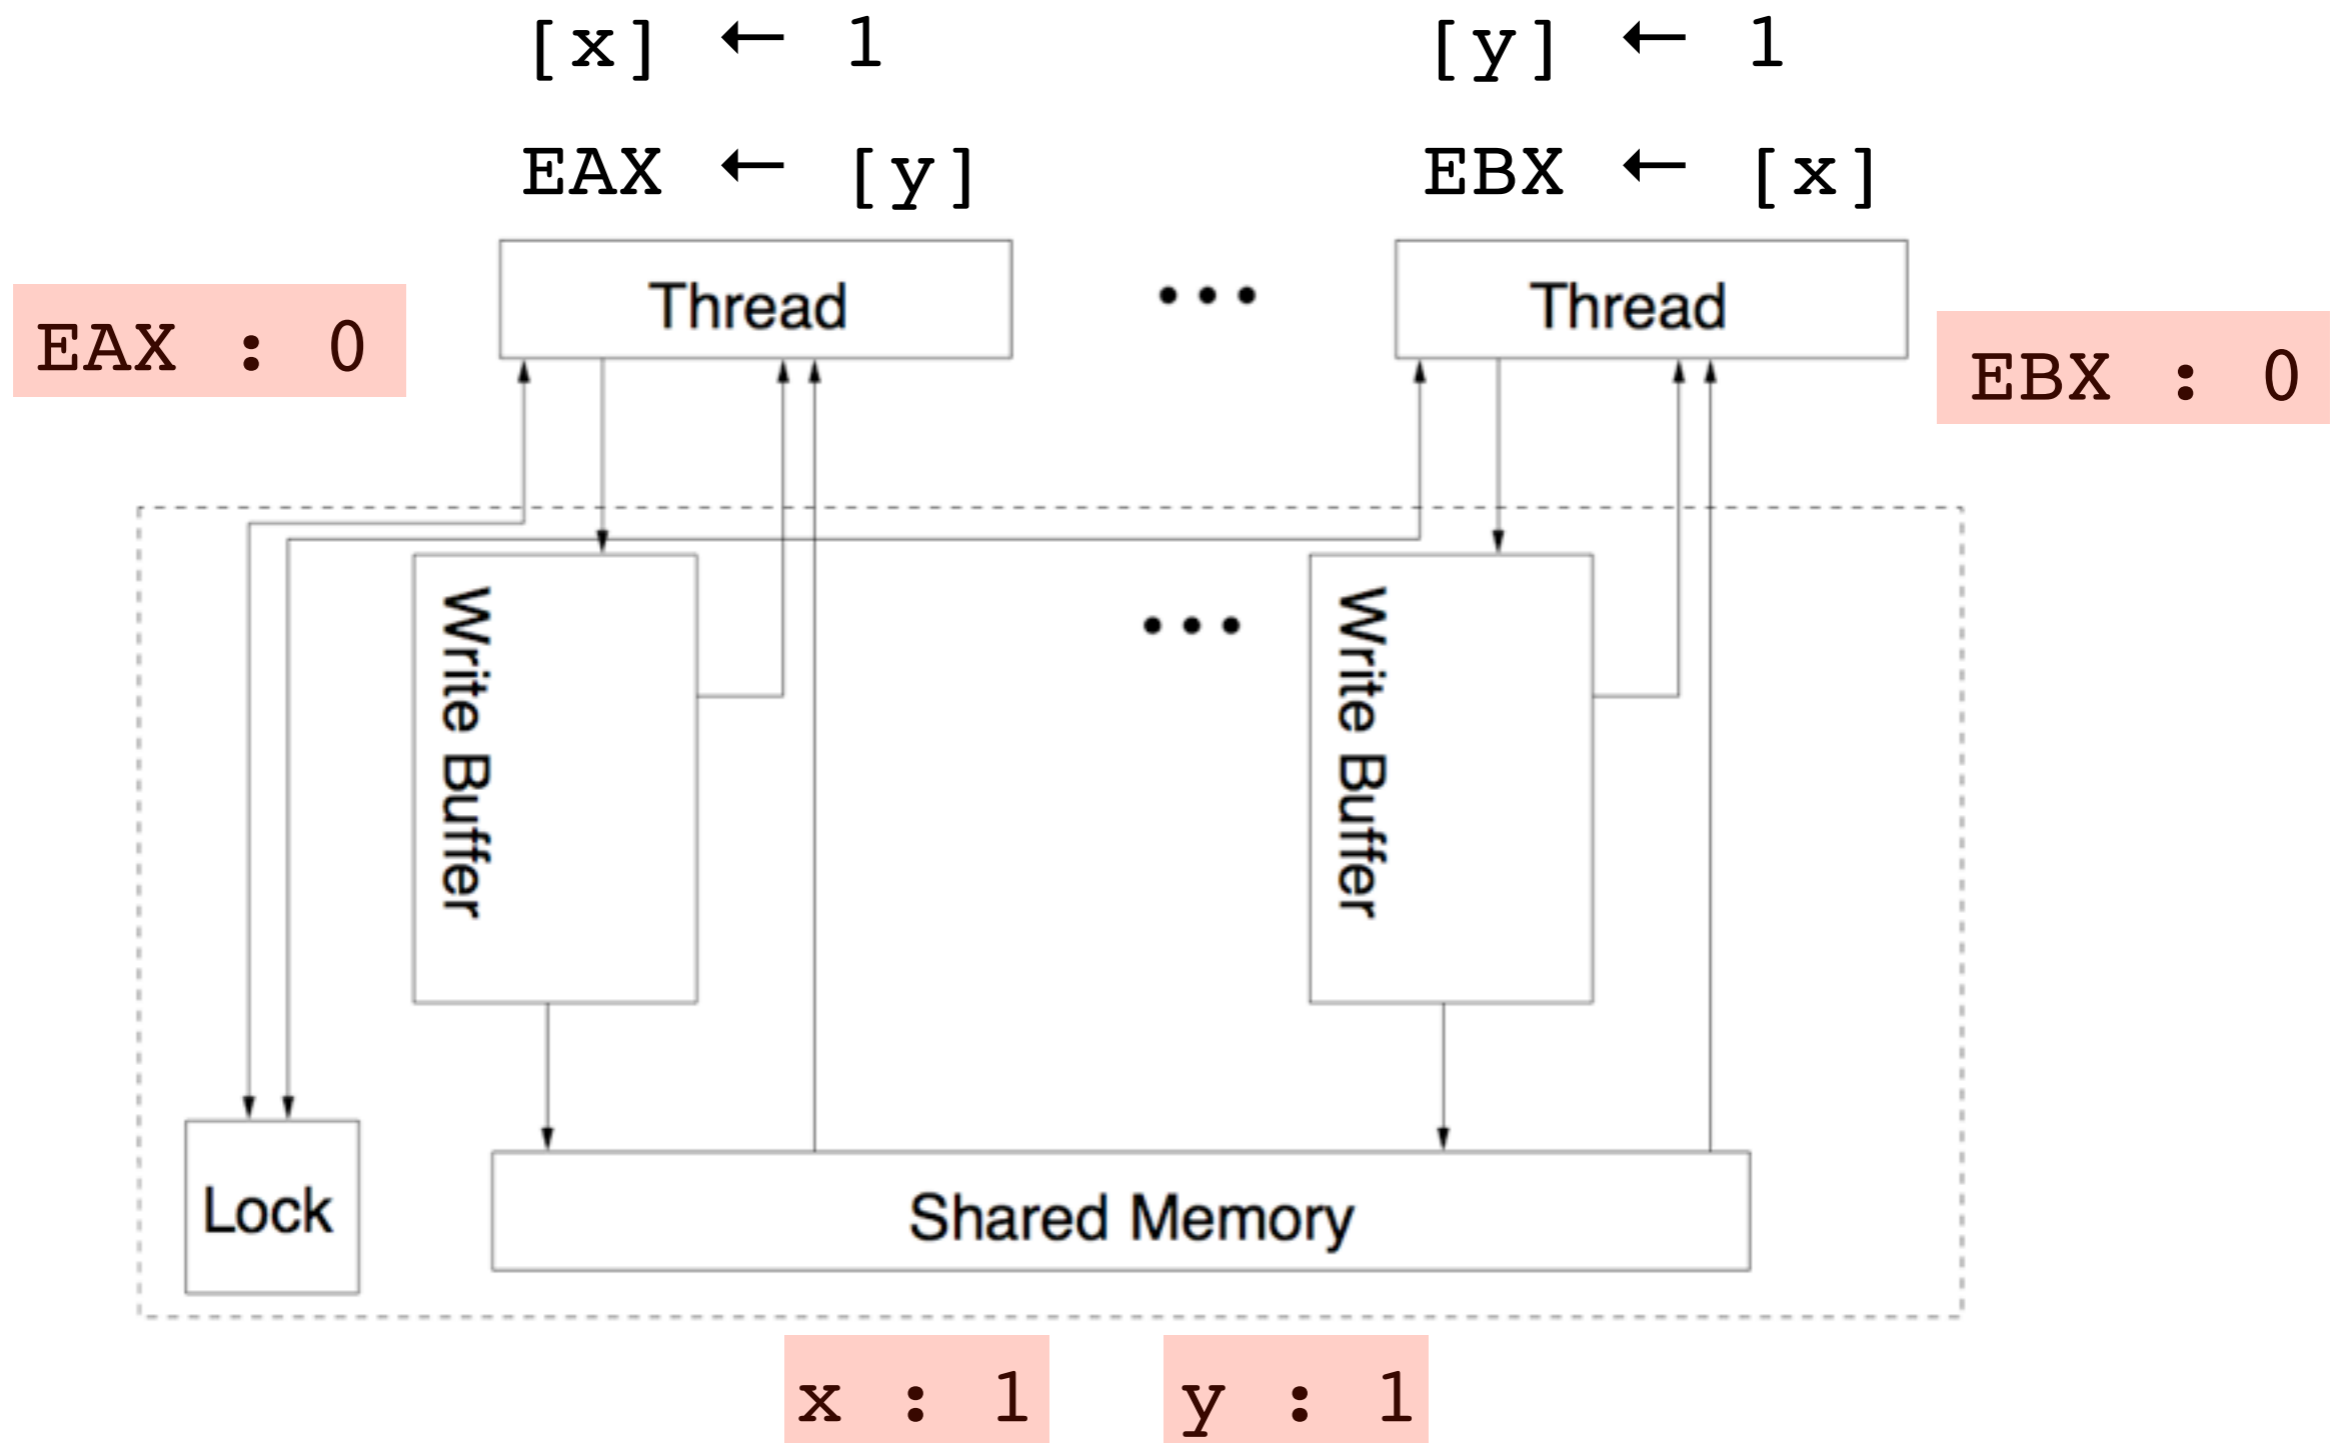 [x] ← 1
[y] ← 1
EAX ← [y]
EBX ← [x]
Thread
...
Thread
EAX : 0
EBX : 0
Write Buffer
...
Write Buffer
Lock
Shared Memory
x : 1
y : 1